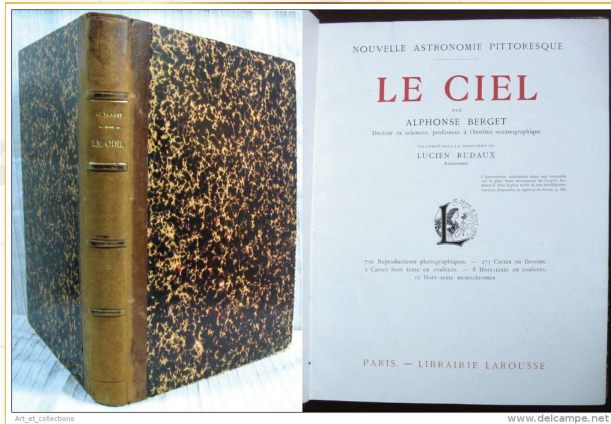 A. BERGET
LE CIEL
NOUVELLE ASTRONOMIE PITTORESQUE
LE CIEL
PAR
ALPHONSE BERGET
Docteur ès sciences, professeur à l'Institut océanographique
ILLUSTRÉ SOUS LA DIRECTION DE
LUCIEN RUDAUX
Astronome
L'Astronomie
L
710 Reproductions photographiques. — 275 Cartes ou Dessins.
Cartes hors texte en couleurs. — 8 Hors-texte en couleurs.
16 Hors-texte monochromes.
PARIS. — LIBRAIRIE LAROUSSE
Art_et_collections
www.delcampe.net